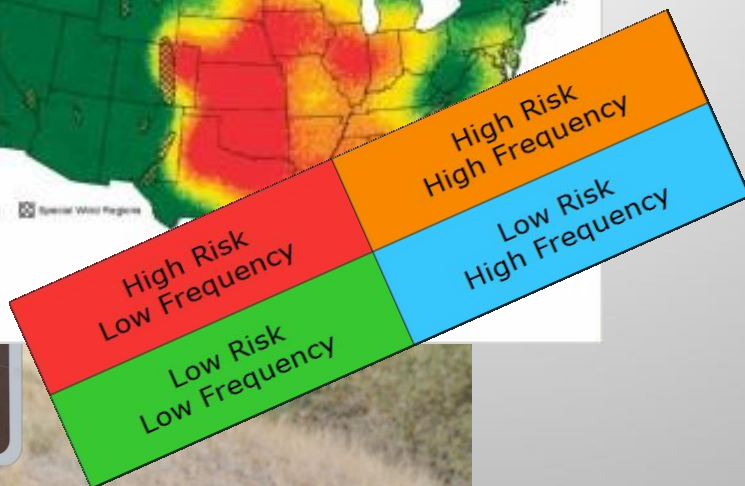 High Risk
High Frequency
High Risk
Low Frequency
Low Risk
High Frequency
Low Risk
Low Frequency
Special Wind Regions